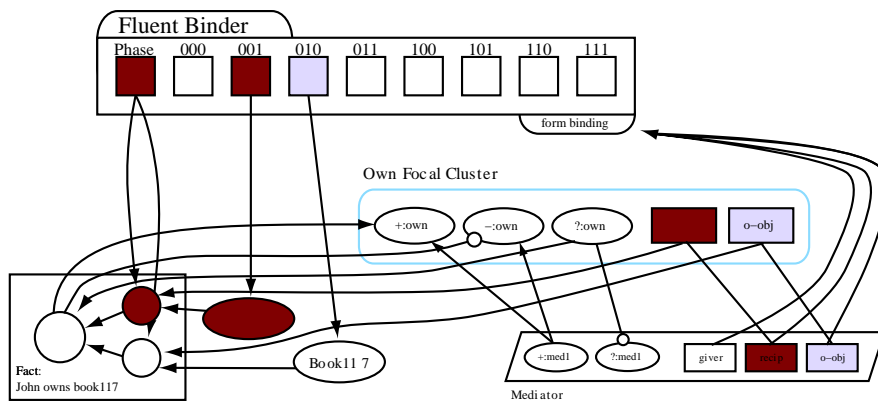 Fluent Binder
Phase 000 001 010 011 100 101 110 111
form binding
Own Focal Cluster
+:own −:own ?:own o−obj
Book11 7
+:med1 ?:med1 giver recip o−obj
Fact:
John owns book117
Mediator